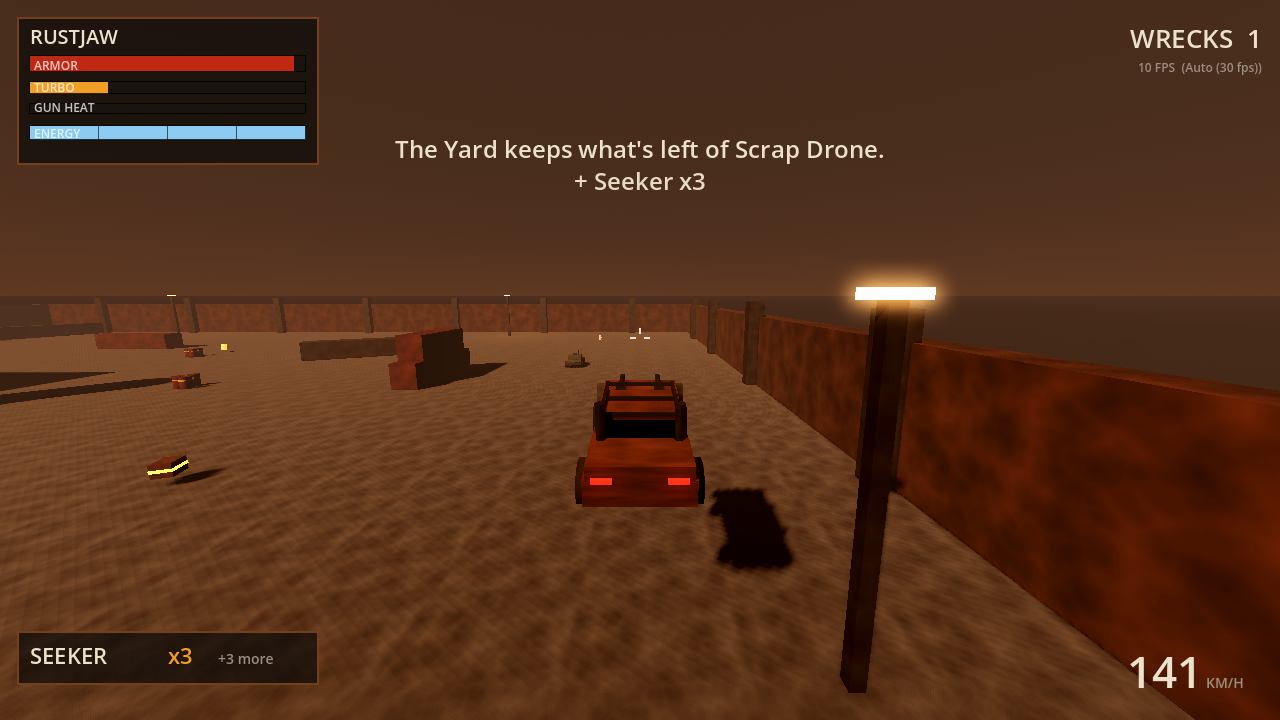 RUSTJAW
ARMOR
TURBO
GUN HEAT
ENERGY
WRECKS 1
10 FPS (Auto (30 fps))
The Yard keeps what's left of Scrap Drone.
+ Seeker x3
SEEKER x3 +3 more
141 KM/H